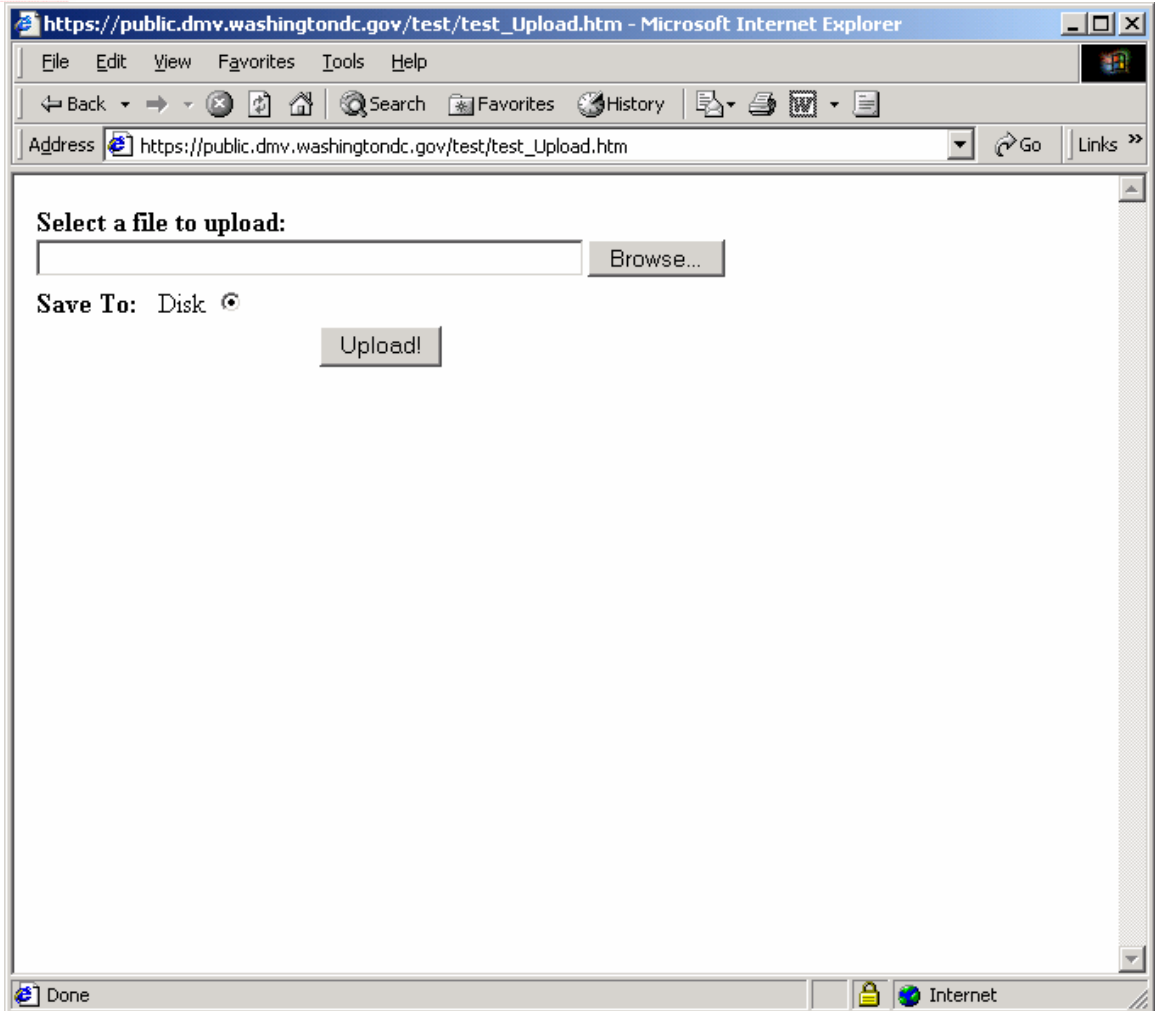 https://public.dmv.washingtondc.gov/test/test_Upload.htm - Microsoft Internet Explorer
File Edit View Favorites Tools Help
Back Search Favorites History W
Address https://public.dmv.washingtondc.gov/test/test_Upload.htm Go Links »
Select a file to upload:
Browse...
Save To: Disk
Upload!
Done Internet